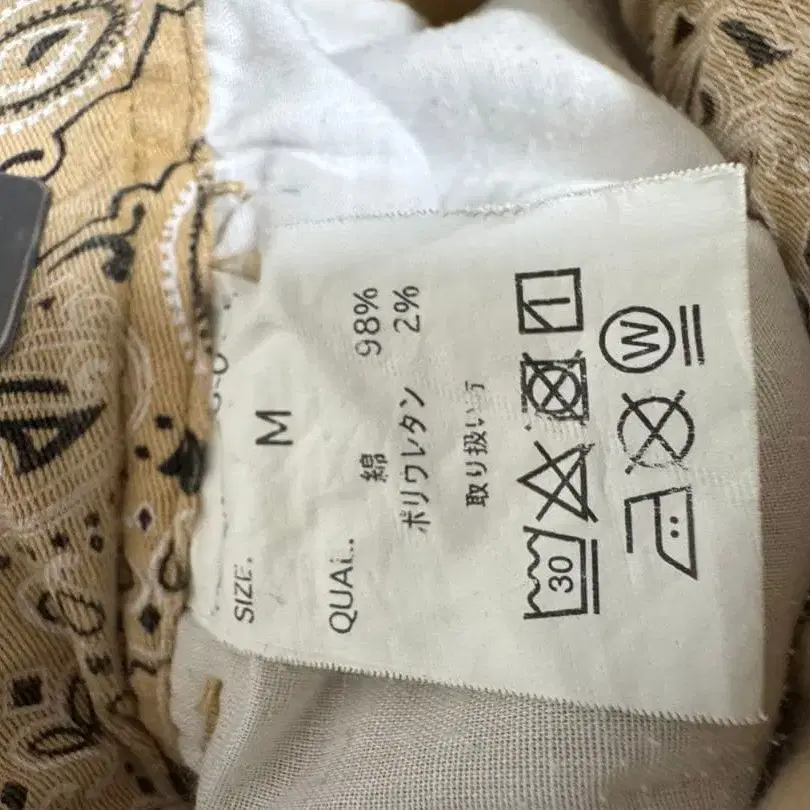 SIZE.
M
QUAL..
綿 98%
ポリウレタン 2%
取り扱い方
30
W